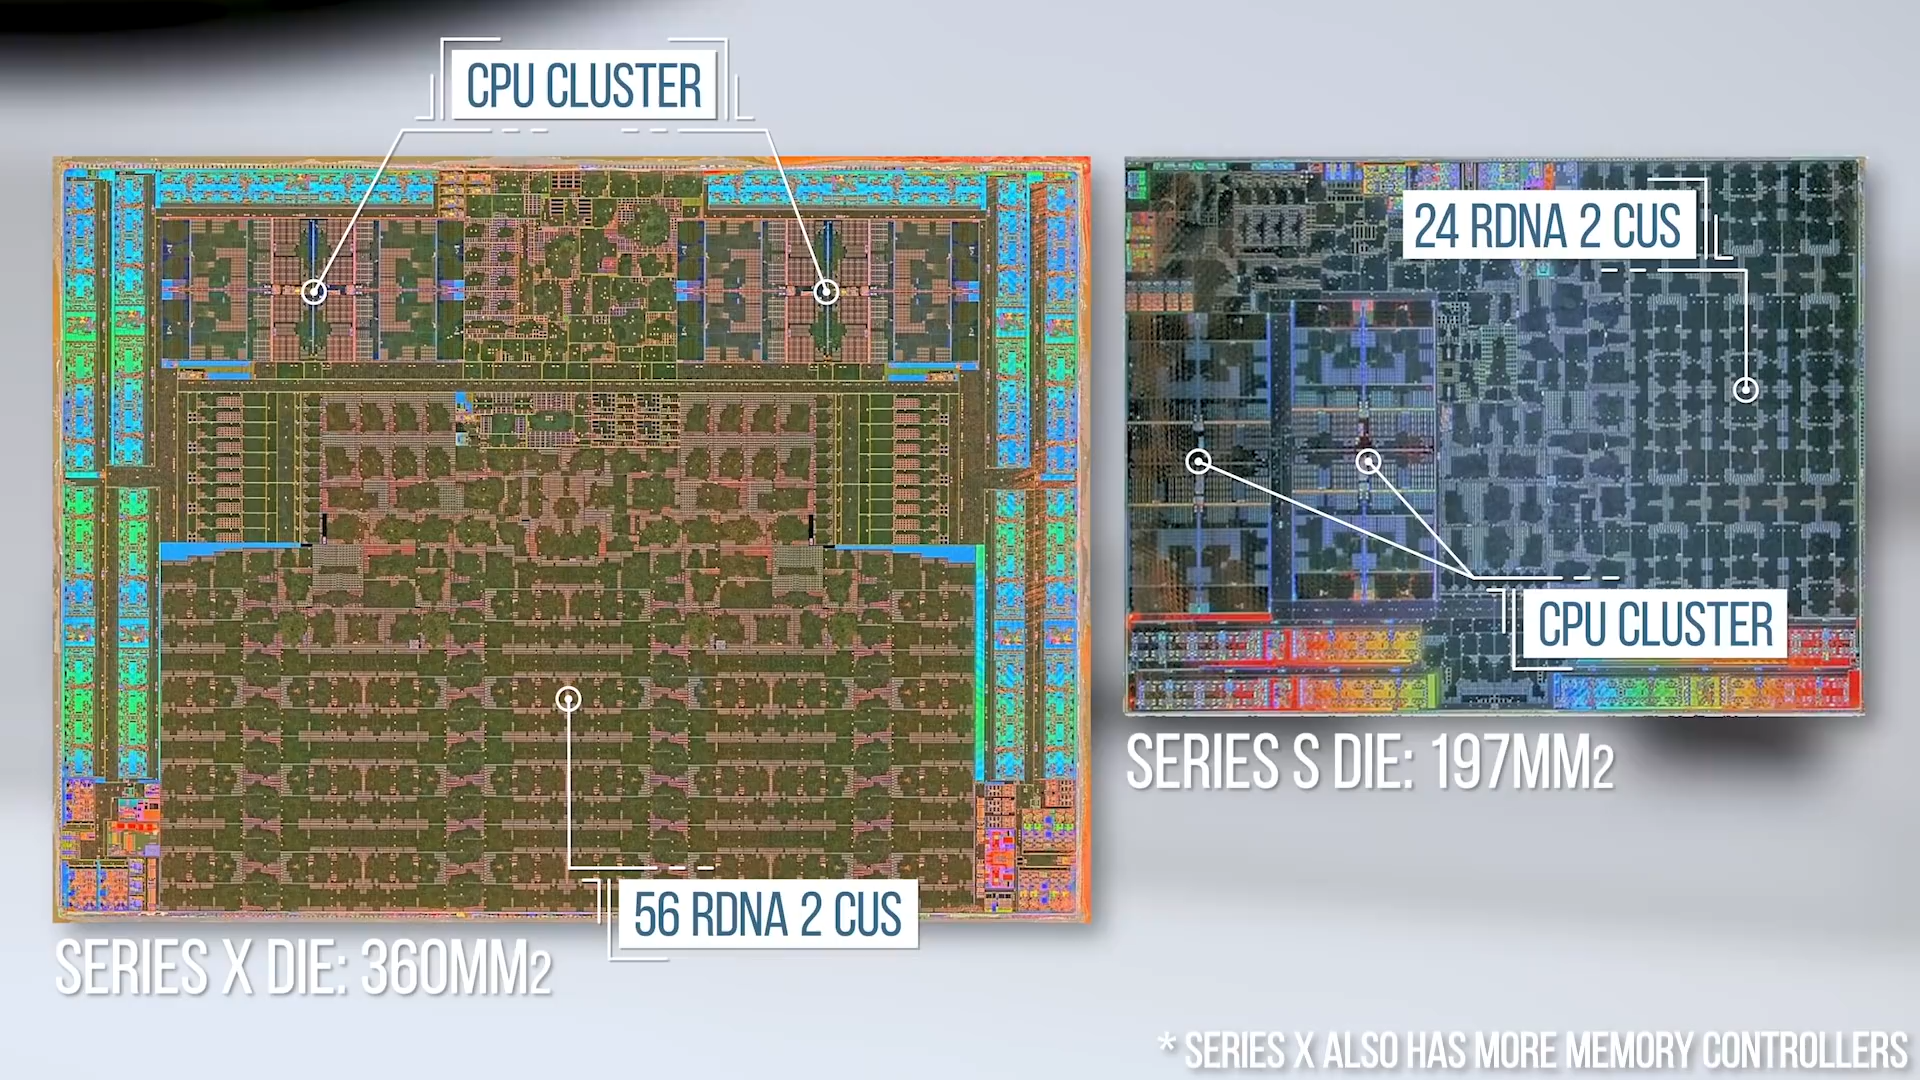 CPU CLUSTER
24 RDNA 2 CUS
CPU CLUSTER
SERIES S DIE: 197MM2
56 RDNA 2 CUS
SERIES X DIE: 360MM2
* SERIES X ALSO HAS MORE MEMORY CONTROLLERS